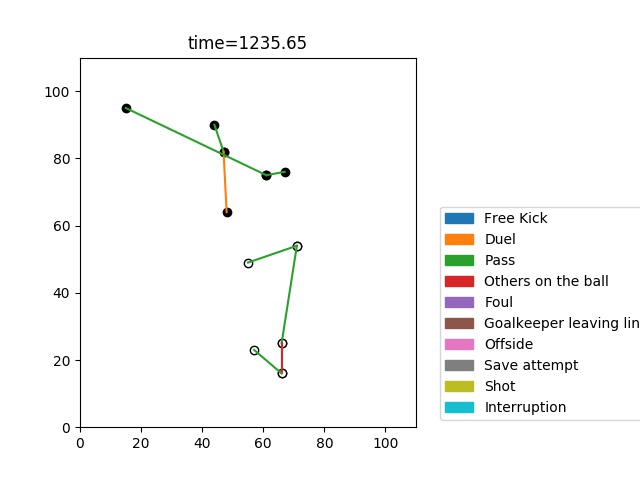 time=1235.65
100
80
60
40
20
0
0 20 40 60 80 100
Free Kick
Duel
Pass
Others on the ball
Foul
Goalkeeper leaving lin
Offside
Save attempt
Shot
Interruption